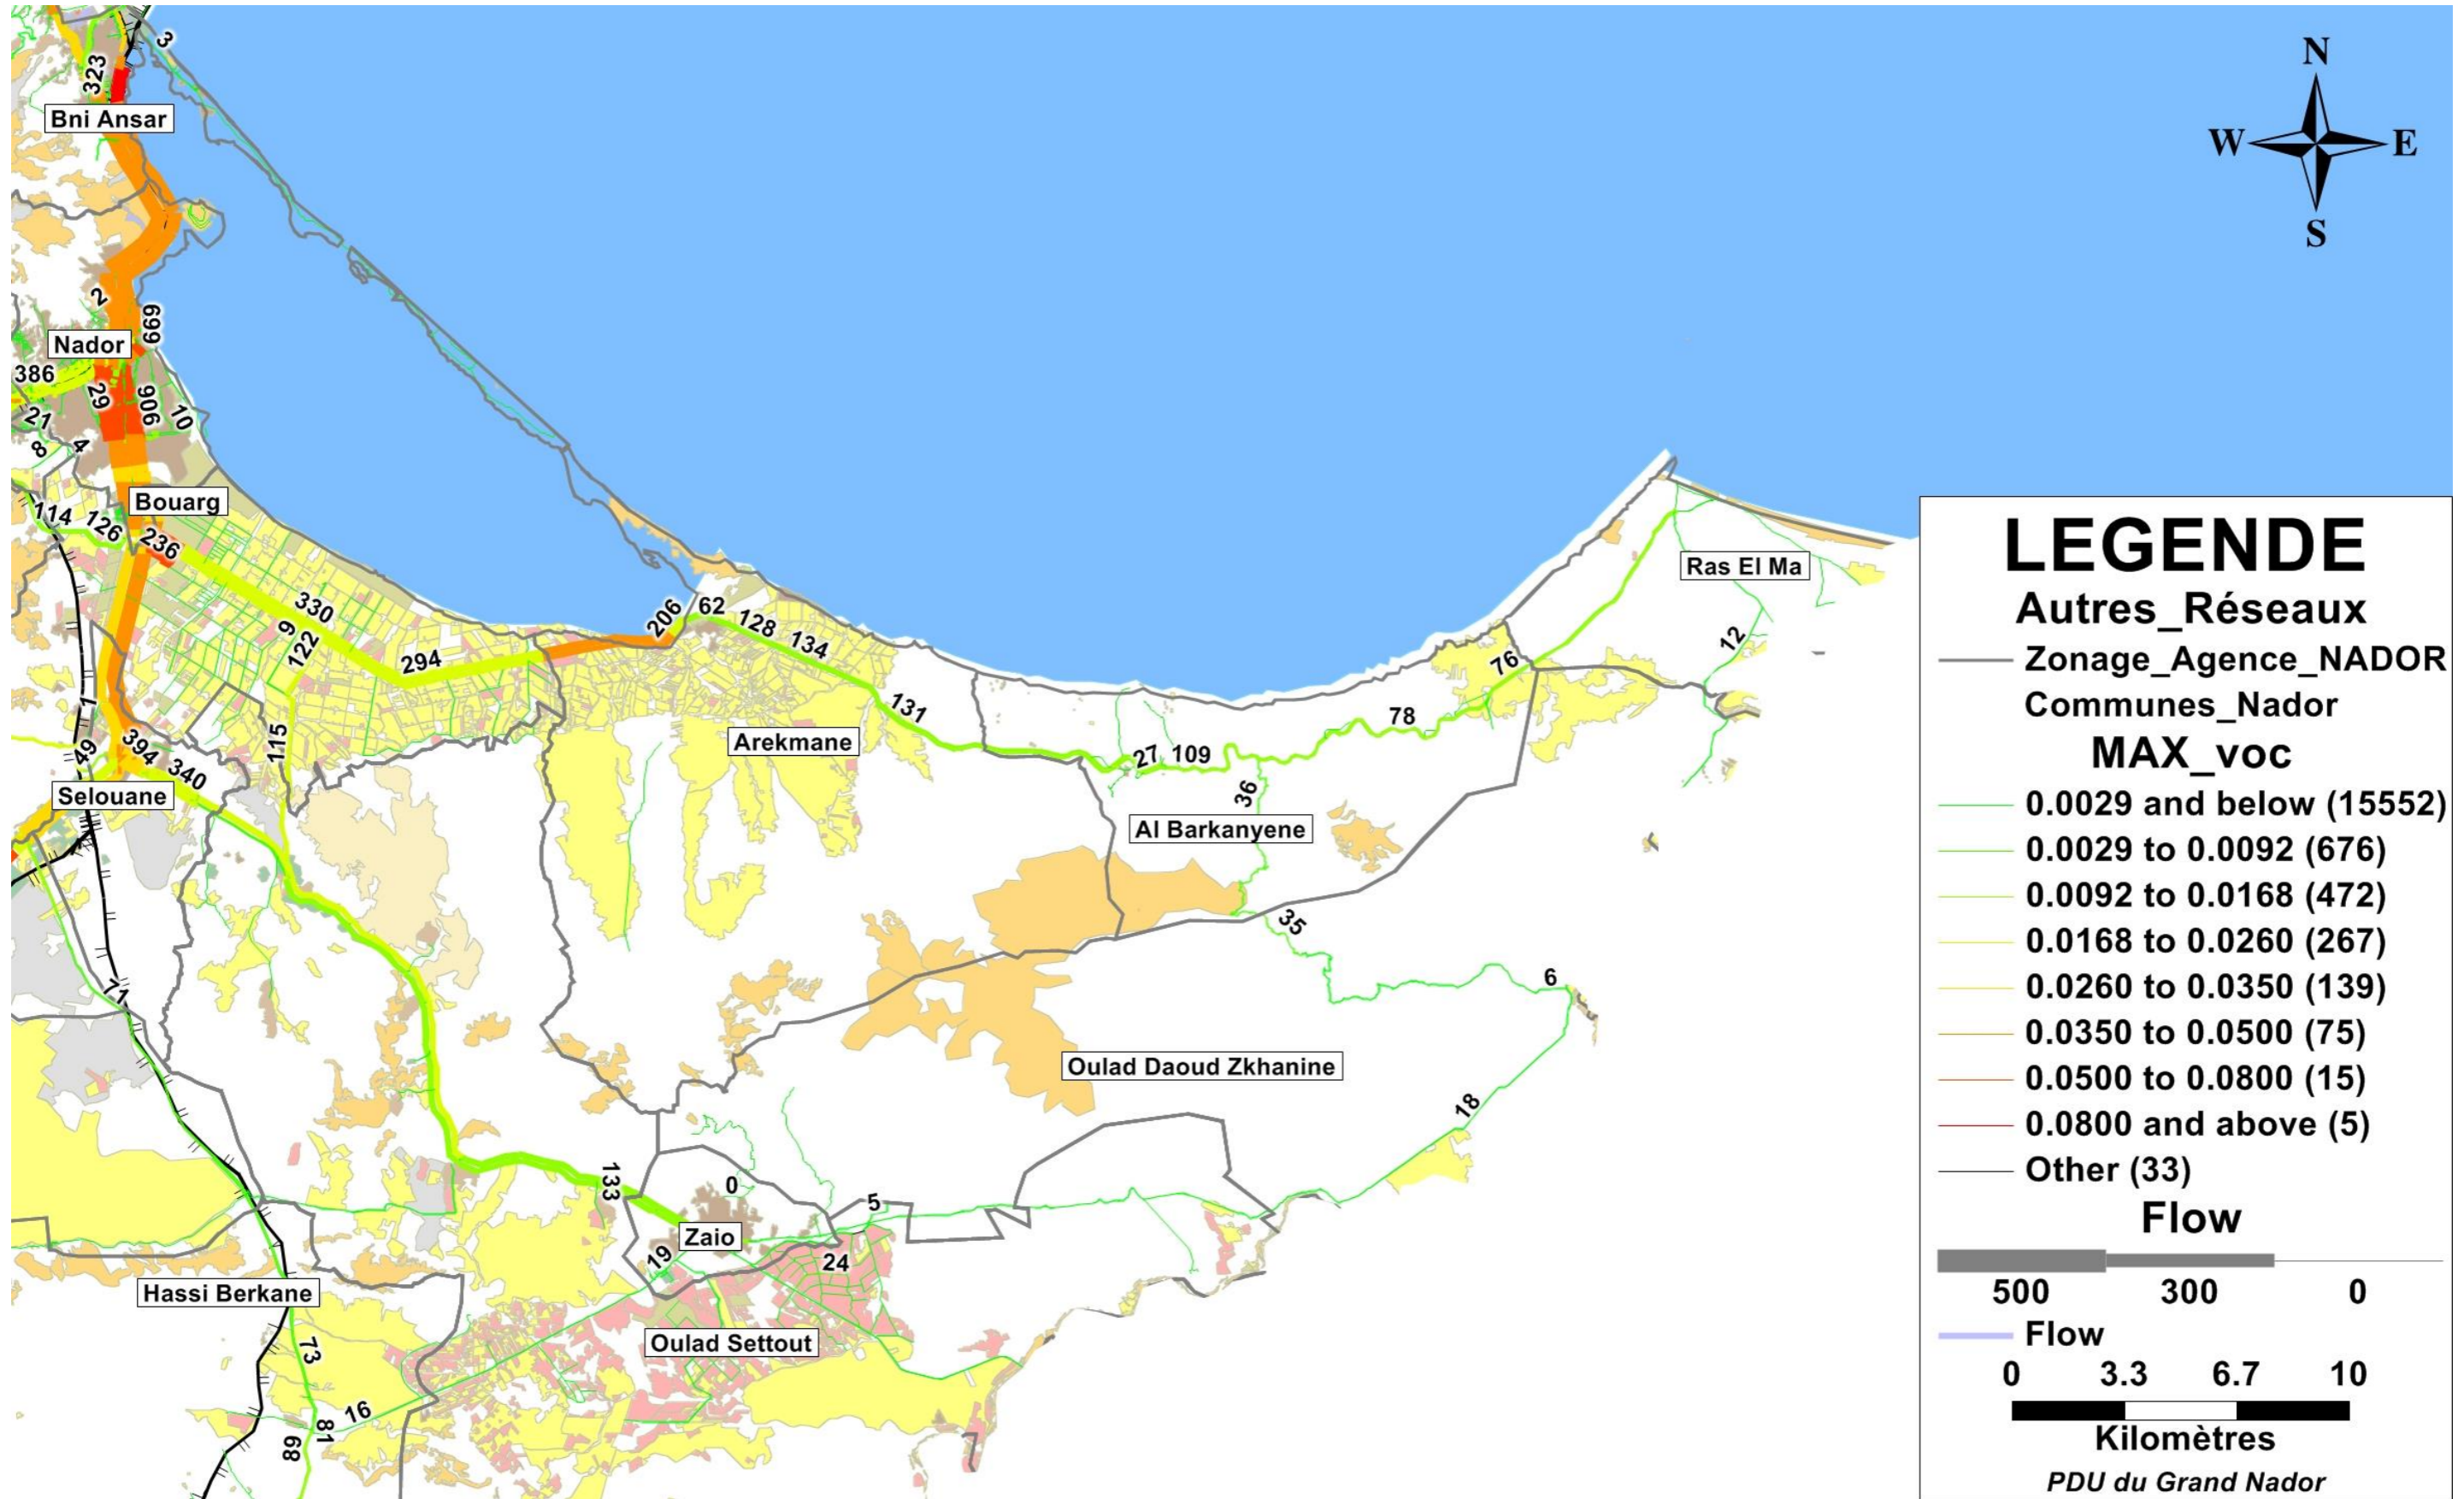 3
323
Bni Ansar
2
669
Nador
386
29
906
10
21
8
4
Bouarg
114
126
236
330
9
122
294
206
62
128
134
131
1
115
49
394
340
Selouane
Arekmane
27
109
78
76
36
Al Barkanyene
35
Ras El Ma
12
6
71
Oulad Daoud Zkhanine
18
133
0
5
Zaio
19
24
Hassi Berkane
Oulad Settout
73
16
81
89
N
W
E
S
LEGENDE
Autres_Réseaux
Zonage_Agence_NADOR
Communes_Nador
MAX_voc
0.0029 and below (15552)
0.0029 to 0.0092 (676)
0.0092 to 0.0168 (472)
0.0168 to 0.0260 (267)
0.0260 to 0.0350 (139)
0.0350 to 0.0500 (75)
0.0500 to 0.0800 (15)
0.0800 and above (5)
Other (33)
Flow
500 300 0
Flow
0 3.3 6.7 10
Kilomètres
PDU du Grand Nador